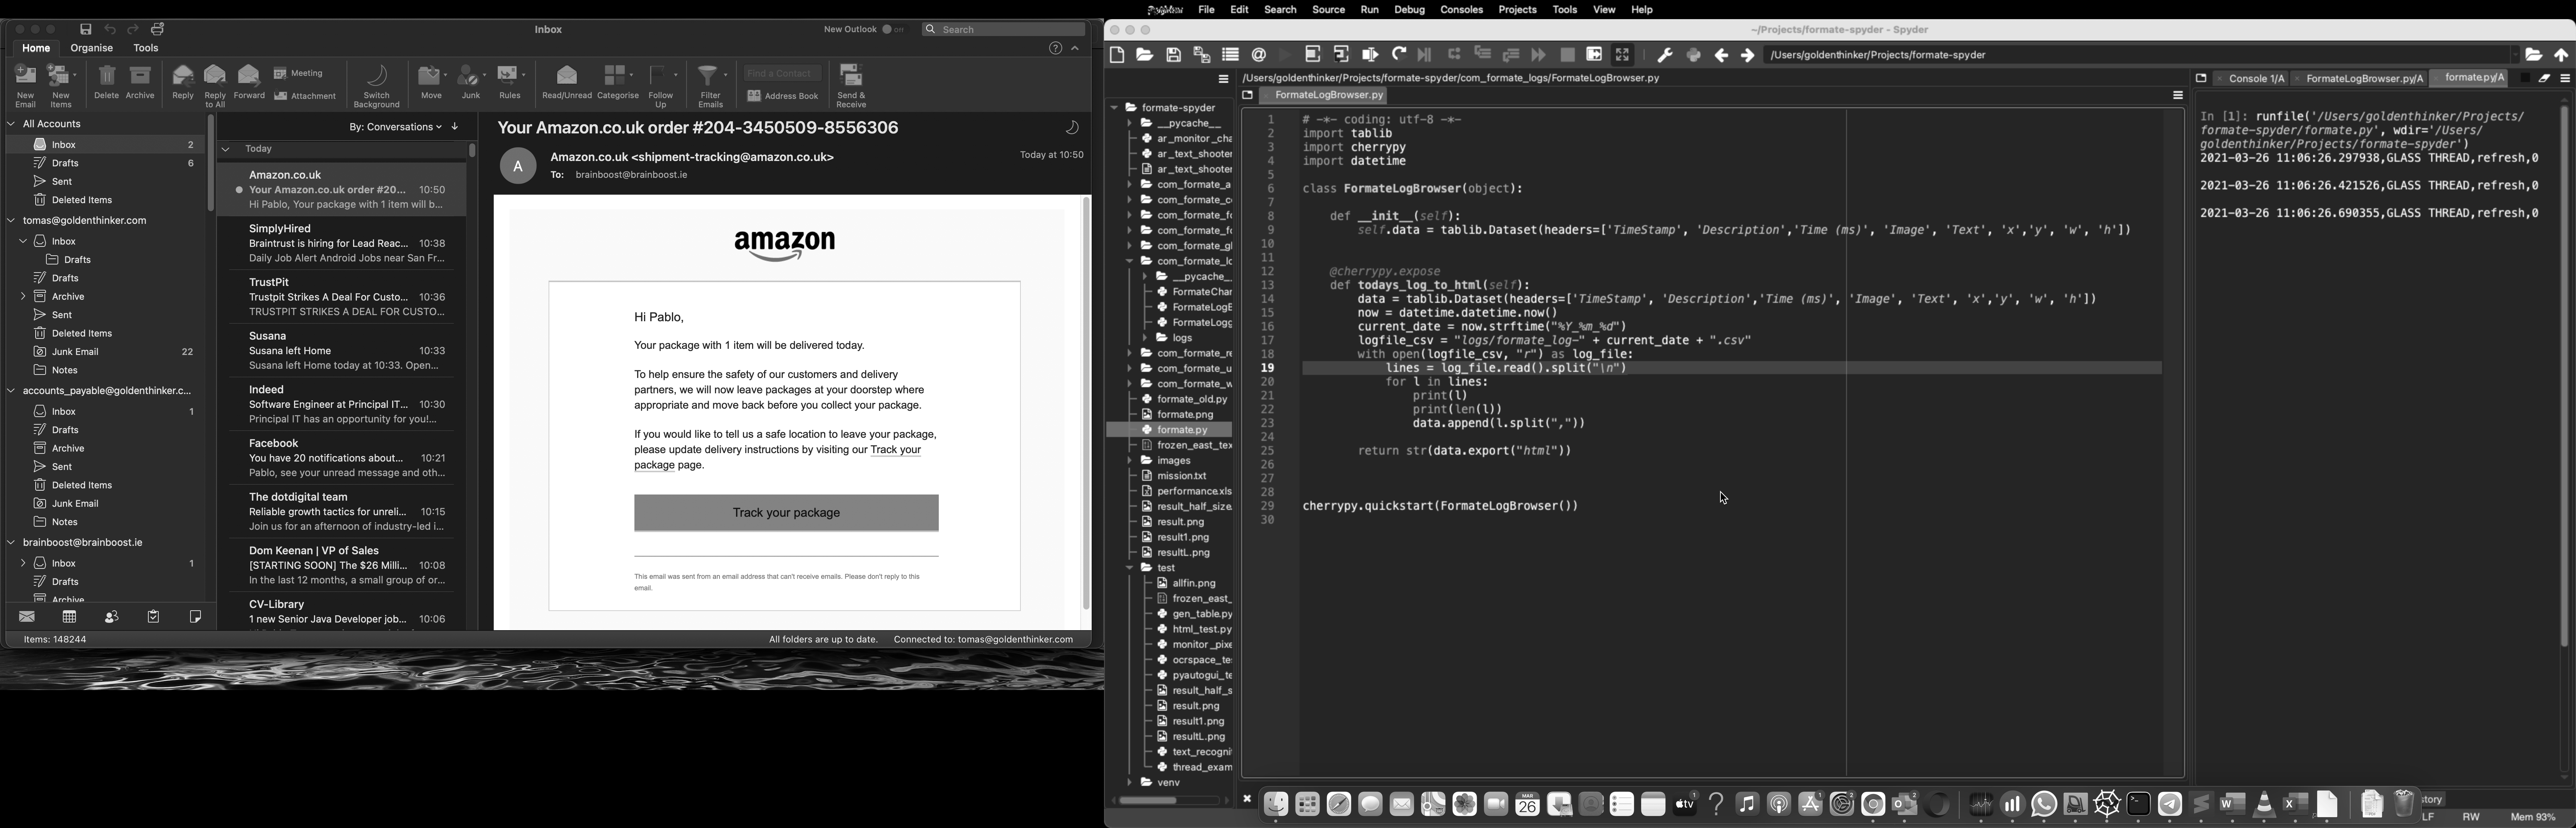 Inbox
New Outlook
Search
Home Organise Tools
New Email
New Items
Delete
Archive
Reply
Reply to All
Forward
Meeting
Attachment
Switch Background
Move
Junk
Rules
Read/Unread
Categorise
Follow Up
Filter Emails
Find a Contact
Address Book
Send & Receive
All Accounts
Inbox 2
Drafts 6
Sent
Deleted Items
tomas@goldenthinker.com
Inbox
Drafts
Drafts
Archive
Sent
Deleted Items
Junk Email 22
Notes
accounts_payable@goldenthinker.c...
Inbox 1
Drafts
Archive
Sent
Deleted Items
Junk Email
Notes
brainboost@brainboost.ie
Inbox 1
Drafts
Archive
Items: 148244
By: Conversations
Today
Amazon.co.uk
Your Amazon.co.uk order #20... 10:50
Hi Pablo, Your package with 1 item will b...
SimplyHired
Braintrust is hiring for Lead Reac... 10:38
Daily Job Alert Android Jobs near San Fr...
TrustPit
Trustpit Strikes A Deal For Custo... 10:36
TRUSTPIT STRIKES A DEAL FOR CUSTO...
Susana
Susana left Home 10:33
Susana left Home today at 10:33. Open...
Indeed
Software Engineer at Principal IT... 10:30
Principal IT has an opportunity for you!...
Facebook
You have 20 notifications about... 10:21
Pablo, see your unread message and oth...
The dotdigital team
Reliable growth tactics for unreli... 10:15
Join us for an afternoon of industry-led i...
Dom Keenan | VP of Sales
[STARTING SOON] The $26 Milli... 10:08
In the last 12 months, a small group of or...
CV-Library
1 new Senior Java Developer job... 10:06
Your Amazon.co.uk order #204-3450509-8556306
A
Amazon.co.uk <shipment-tracking@amazon.co.uk>
To: brainboost@brainboost.ie
Today at 10:50
amazon
Hi Pablo,
Your package with 1 item will be delivered today.
To help ensure the safety of our customers and delivery
partners, we will now leave packages at your doorstep where
appropriate and move back before you collect your package.
If you would like to tell us a safe location to leave your package,
please update delivery instructions by visiting our Track your
package page.
Track your package
This email was sent from an email address that can't receive emails. Please don't reply to this
email.
All folders are up to date. Connected to: tomas@goldenthinker.com
File Edit Search Source Run Debug Consoles Projects Tools View Help
~/Projects/formate-spyder - Spyder
/Users/goldenthinker/Projects/formate-spyder
/Users/goldenthinker/Projects/formate-spyder/com_formate_logs/FormateLogBrowser.py
FormateLogBrowser.py
formate-spyder
__pycache__
ar_monitor_cha
ar_text_shooter
ar_text_shooter
com_formate_a
com_formate_c
com_formate_fo
com_formate_fo
com_formate_gl
com_formate_lo
__pycache_
FormateChar
FormateLogE
FormateLogg
logs
com_formate_re
com_formate_u
com_formate_w
formate_old.py
formate.png
formate.py
frozen_east_tex
images
mission.txt
performance.xls
result_half_size.
result.png
result1.png
resultL.png
test
allfin.png
frozen_east_
gen_table.py
html_test.py
monitor_pixe
ocrspace_te
pyautogui_te
result_half_s
result.png
result1.png
resultL.png
text_recogni
thread_exam
venv
1 # -*- coding: utf-8 -*-
2 import tablib
3 import cherrypy
4 import datetime
5
6 class FormateLogBrowser(object):
7
8 def __init__(self):
9 self.data = tablib.Dataset(headers=['TimeStamp', 'Description','Time (ms)', 'Image', 'Text', 'x','y', 'w', 'h'])
10
11
12 @cherrypy.expose
13 def todays_log_to_html(self):
14 data = tablib.Dataset(headers=['TimeStamp', 'Description','Time (ms)', 'Image', 'Text', 'x','y', 'w', 'h'])
15 now = datetime.datetime.now()
16 current_date = now.strftime("%Y_%m_%d")
17 logfile_csv = "logs/formate_log-" + current_date + ".csv"
18 with open(logfile_csv, "r") as log_file:
19 lines = log_file.read().split("\n")
20 for l in lines:
21 print(l)
22 print(len(l))
23 data.append(l.split(","))
24
25 return str(data.export("html"))
26
27
28
29 cherrypy.quickstart(FormateLogBrowser())
30
Console 1/A FormateLogBrowser.py/A formate.py/A
In [1]: runfile('/Users/goldenthinker/Projects/
formate-spyder/formate.py', wdir='/Users/
goldenthinker/Projects/formate-spyder')
2021-03-26 11:06:26.297938,GLASS THREAD,refresh,0
2021-03-26 11:06:26.421526,GLASS THREAD,refresh,0
2021-03-26 11:06:26.690355,GLASS THREAD,refresh,0
MAR
26
tv
story
LF RW Mem 93%